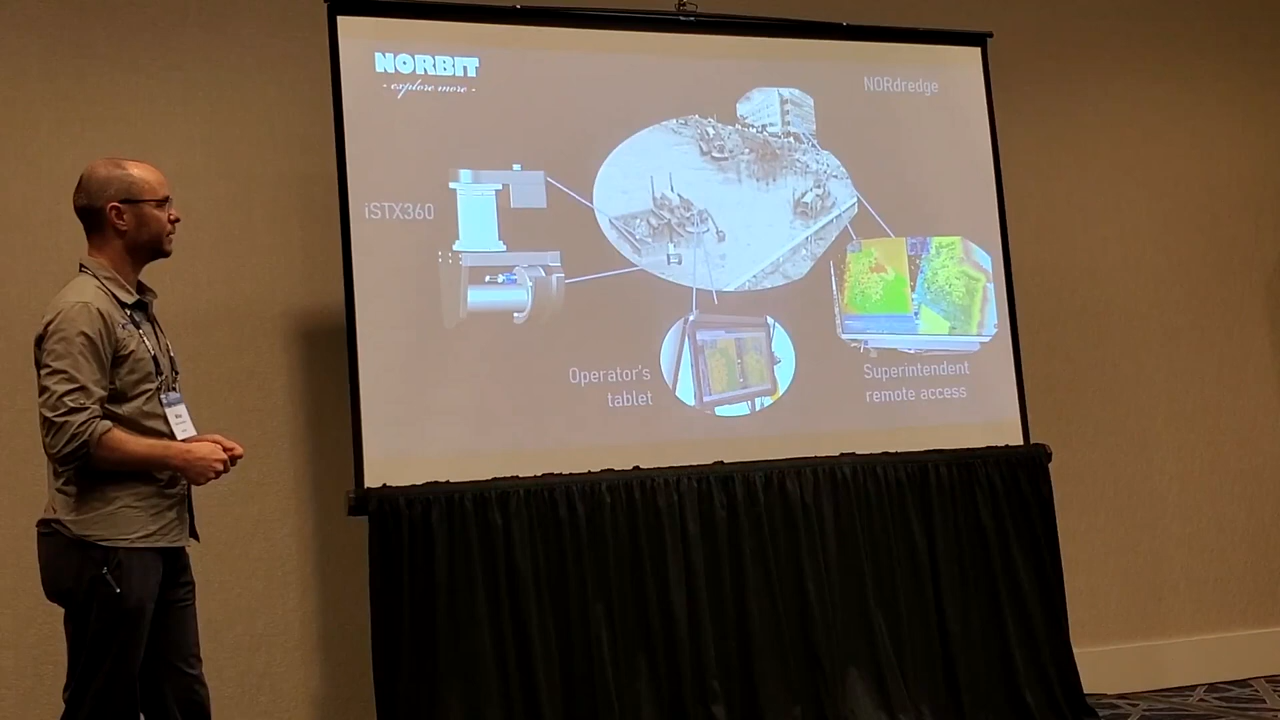 NORBIT
- explore more -
NORdredge
iSTX360
Operator's
tablet
Superintendent
remote access